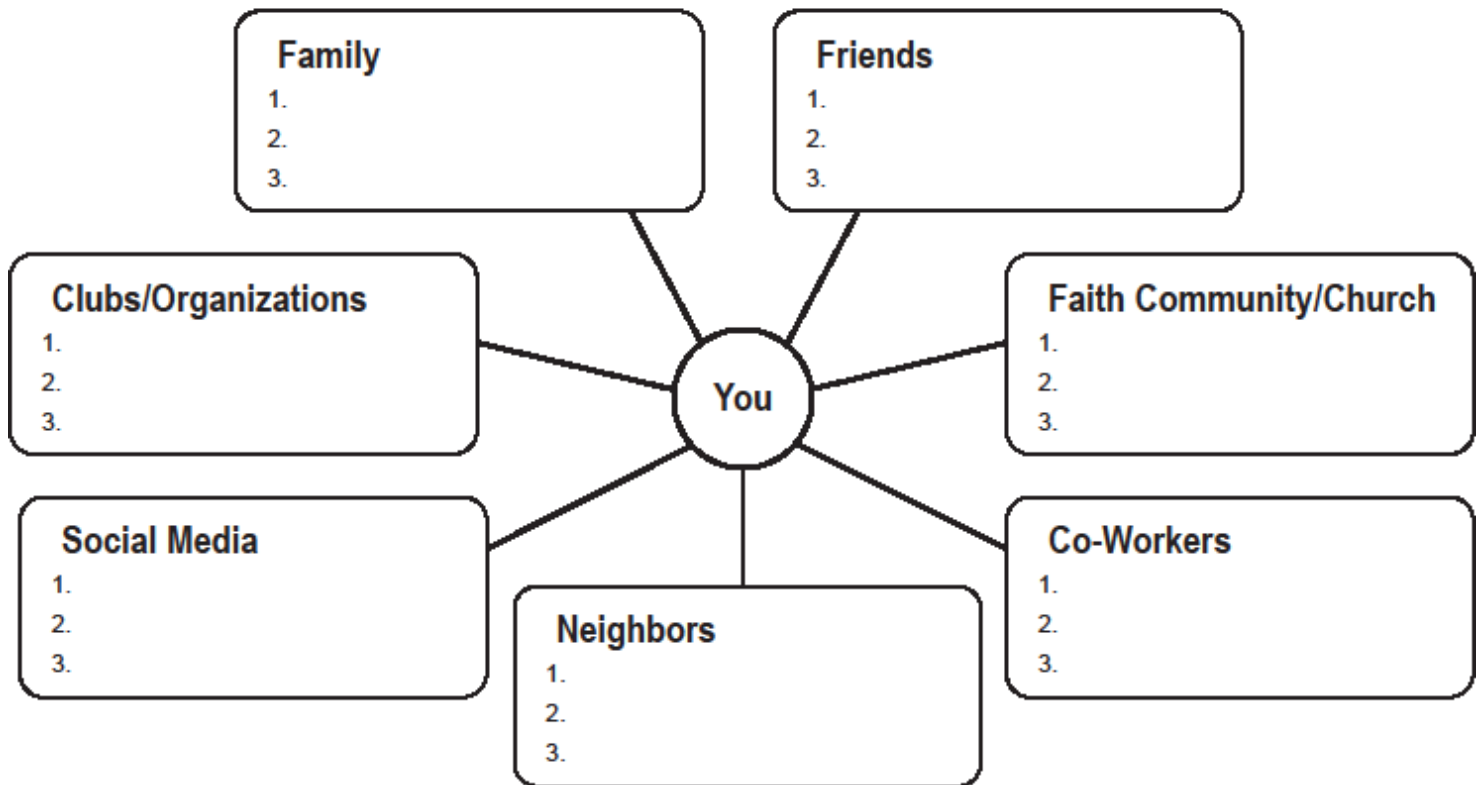 Family
1.
2.
3.
Friends
1.
2.
3.
Clubs/Organizations
1.
2.
3.
You
Faith Community/Church
1.
2.
3.
Social Media
1.
2.
3.
Neighbors
1.
2.
3.
Co-Workers
1.
2.
3.